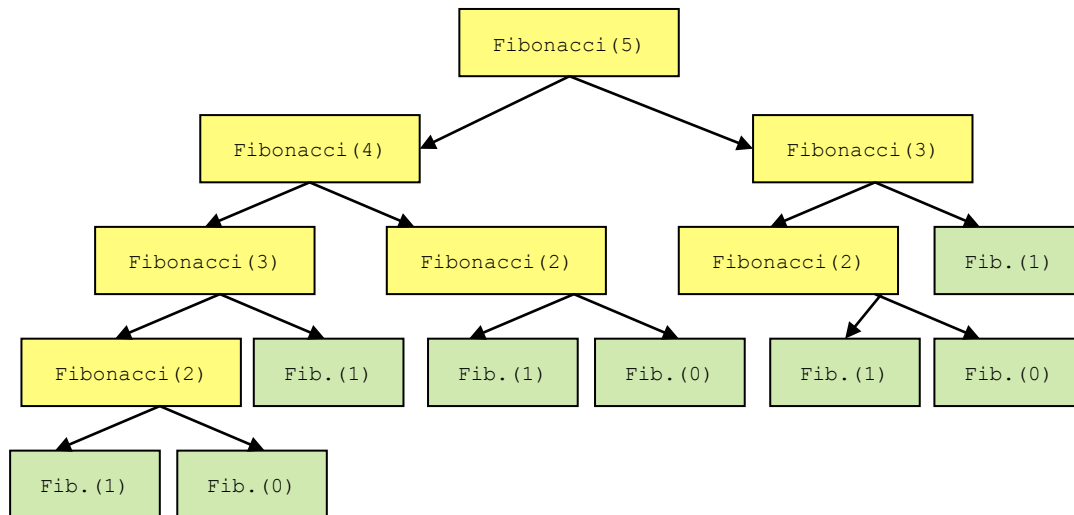 Fibonacci(5)
Fibonacci(4)
Fibonacci(3)
Fibonacci(3)
Fibonacci(2)
Fibonacci(2)
Fib.(1)
Fibonacci(2)
Fib.(1)
Fib.(1)
Fib.(0)
Fib.(1)
Fib.(0)
Fib.(1)
Fib.(0)